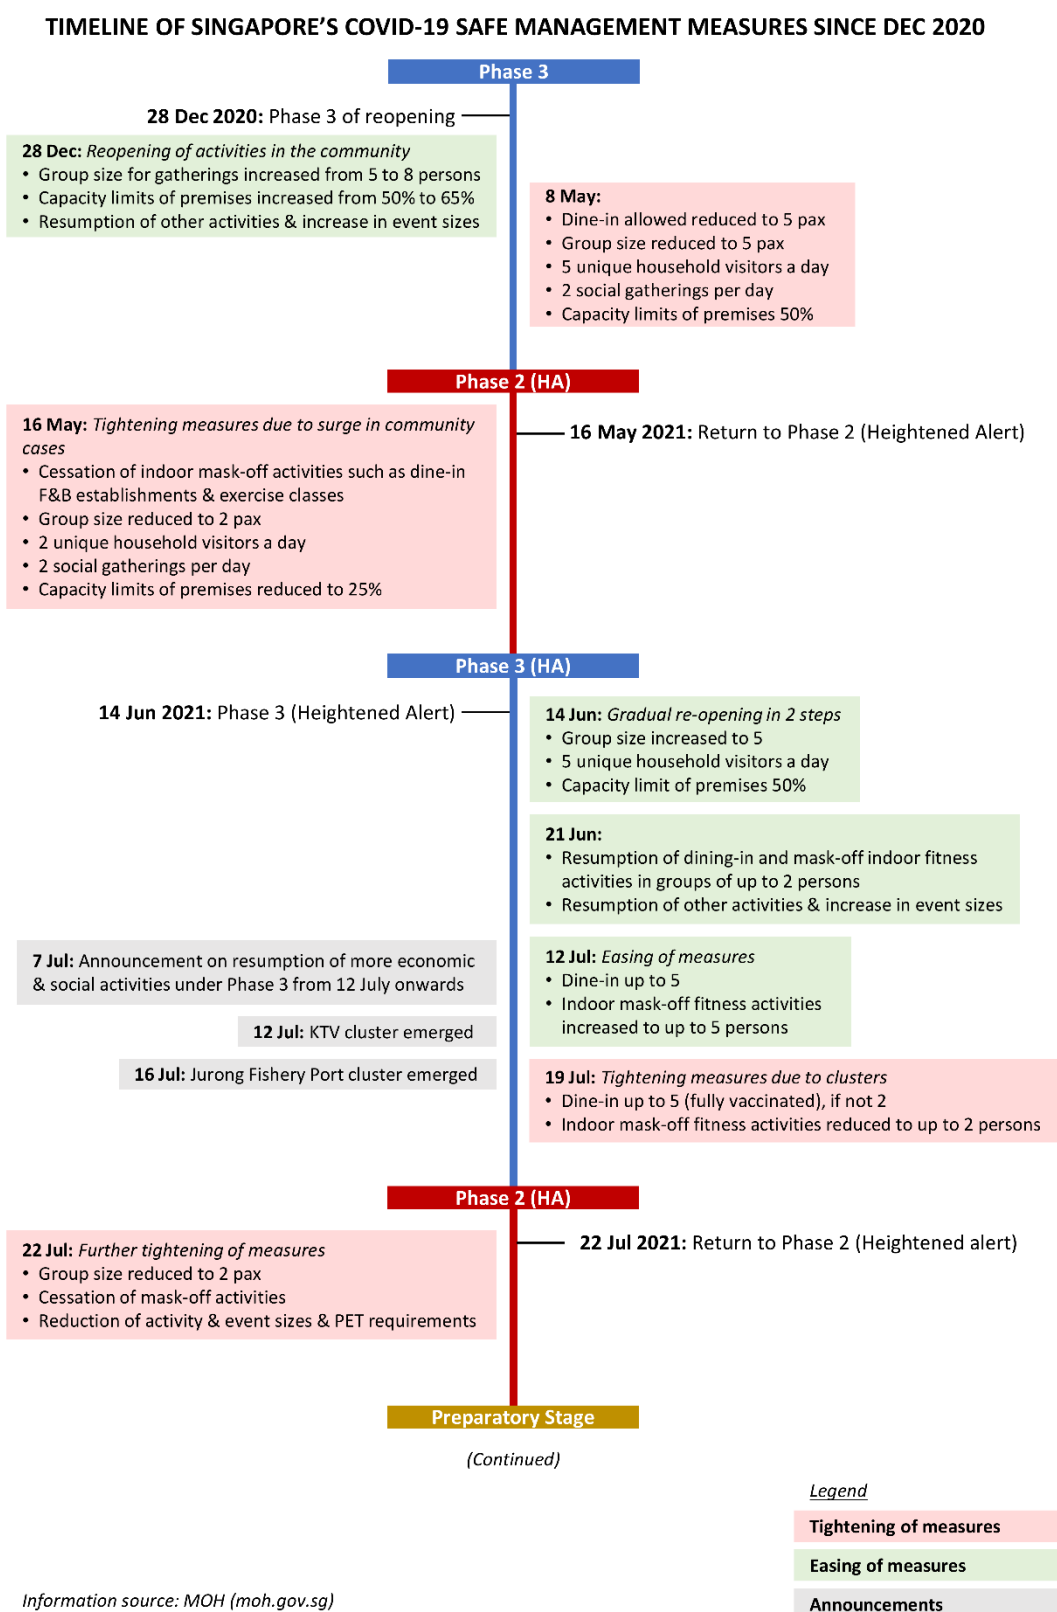 TIMELINE OF SINGAPORE'S COVID-19 SAFE MANAGEMENT MEASURES SINCE DEC 2020
Phase 3
28 Dec 2020: Phase 3 of reopening
28 Dec: Reopening of activities in the community
• Group size for gatherings increased from 5 to 8 persons
• Capacity limits of premises increased from 50% to 65%
• Resumption of other activities & increase in event sizes
8 May:
• Dine-in allowed reduced to 5 pax
• Group size reduced to 5 pax
• 5 unique household visitors a day
• 2 social gatherings per day
• Capacity limits of premises 50%
Phase 2 (HA)
16 May 2021: Return to Phase 2 (Heightened Alert)
16 May: Tightening measures due to surge in community
cases
• Cessation of indoor mask-off activities such as dine-in
F&B establishments & exercise classes
• Group size reduced to 2 pax
• 2 unique household visitors a day
• 2 social gatherings per day
• Capacity limits of premises reduced to 25%
Phase 3 (HA)
14 Jun 2021: Phase 3 (Heightened Alert)
14 Jun: Gradual re-opening in 2 steps
• Group size increased to 5
• 5 unique household visitors a day
• Capacity limit of premises 50%
21 Jun:
• Resumption of dining-in and mask-off indoor fitness
activities in groups of up to 2 persons
• Resumption of other activities & increase in event sizes
7 Jul: Announcement on resumption of more economic
& social activities under Phase 3 from 12 July onwards
12 Jul: Easing of measures
• Dine-in up to 5
• Indoor mask-off fitness activities
increased to up to 5 persons
12 Jul: KTV cluster emerged
16 Jul: Jurong Fishery Port cluster emerged
19 Jul: Tightening measures due to clusters
• Dine-in up to 5 (fully vaccinated), if not 2
• Indoor mask-off fitness activities reduced to up to 2 persons
Phase 2 (HA)
22 Jul 2021: Return to Phase 2 (Heightened alert)
22 Jul: Further tightening of measures
• Group size reduced to 2 pax
• Cessation of mask-off activities
• Reduction of activity & event sizes & PET requirements
Preparatory Stage
(Continued)
Legend
Tightening of measures
Easing of measures
Announcements
Information source: MOH (moh.gov.sg)